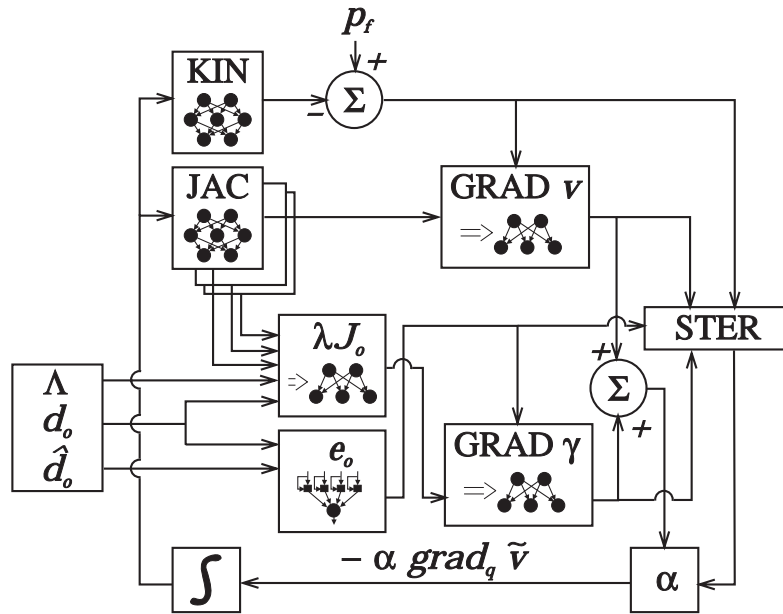 p_f
+
KIN
Σ
−
JAC
GRAD v
⇒
STER
λJ_o
⇒
+
Λ
d_o
d̂_o
Σ
+
e_o
GRAD γ
⇒
− α grad_q ṽ
∫
α